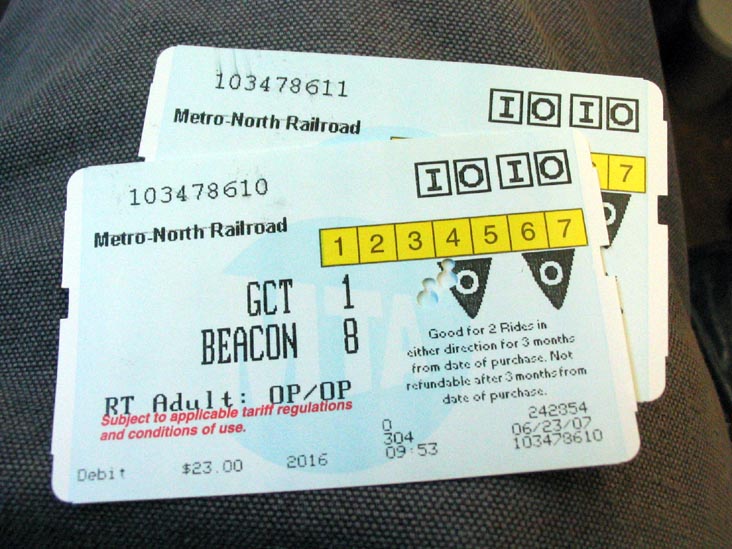 103478611
IOIO
Metro-North Railroad
7
O
103478610
IOIO
Metro-North Railroad
1 2 3 4 5 6 7
O O
GCT 1
BEACON 8
MTA
RT Adult: OP/OP
Subject to applicable tariff regulations
and conditions of use.
Good for 2 Rides in
either direction for 3 months
from date of purchase. Not
refundable after 3 months from
date of purchase.
0 242854
304 06/23/07
09:53 103478610
Debit $23.00 2016